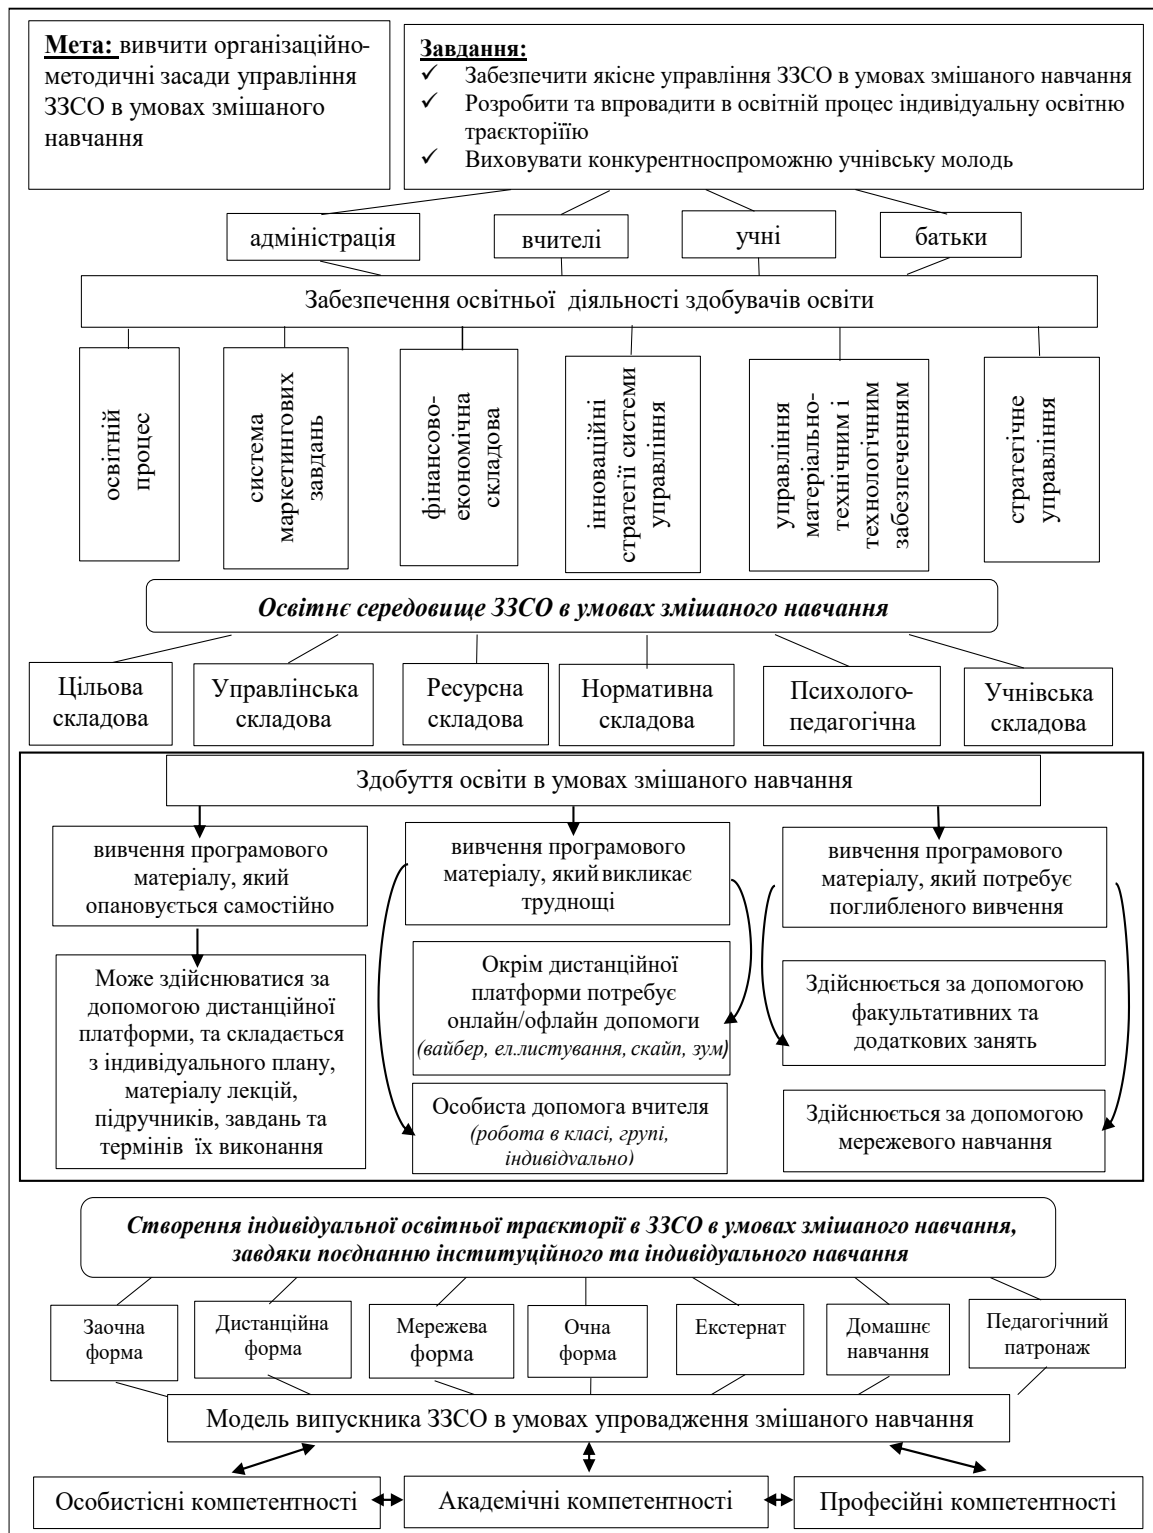 Мета: вивчити організаційно-
методичні засади управління
ЗЗСО в умовах змішаного
навчання
Завдання:
✓ Забезпечити якісне управління ЗЗСО в умовах змішаного навчання
✓ Розробити та впровадити в освітній процес індивідуальну освітню
траєкторіїїю
✓ Виховувати конкурентноспроможню учнівську молодь
адміністрація
вчителі
учні
батьки
Забезпечення освітньої діяльності здобувачів освіти
освітній
процес
система
маркетингових
завдань
фінансово-
економічна
складова
інноваційні
стратегії системи
управління
управління
матеріально-
технічним і
технологічним
забезпеченням
стратегічне
управління
Освітнє середовище ЗЗСО в умовах змішаного навчання
Цільова
складова
Управлінська
складова
Ресурсна
складова
Нормативна
складова
Психолого-
педагогічна
Учнівська
складова
Здобуття освіти в умовах змішаного навчання
вивчення програмового
матеріалу, який
опановується самостійно
вивчення програмового
матеріалу, який викликає
труднощі
вивчення програмового
матеріалу, який потребує
поглибленого вивчення
Може здійснюватися за
допомогою дистанційної
платформи, та складається
з індивідуального плану,
матеріалу лекцій,
підручників, завдань та
термінів їх виконання
Окрім дистанційної
платформи потребує
онлайн/офлайн допомоги
(вайбер, ел.листування, скайп, зум)
Особиста допомога вчителя
(робота в класі, групі,
індивідуально)
Здійснюється за допомогою
факультативних та
додаткових занять
Здійснюється за допомогою
мережевого навчання
Створення індивідуальної освітньої траєкторії в ЗЗСО в умовах змішаного навчання,
завдяки поєднанню інституційного та індивідуального навчання
Заочна
форма
Дистанційна
форма
Мережева
форма
Очна
форма
Екстернат
Домашнє
навчання
Педагогічний
патронаж
Модель випускника ЗЗСО в умовах упровадження змішаного навчання
Особистісні компетентності
Академічні компетентності
Професійні компетентності